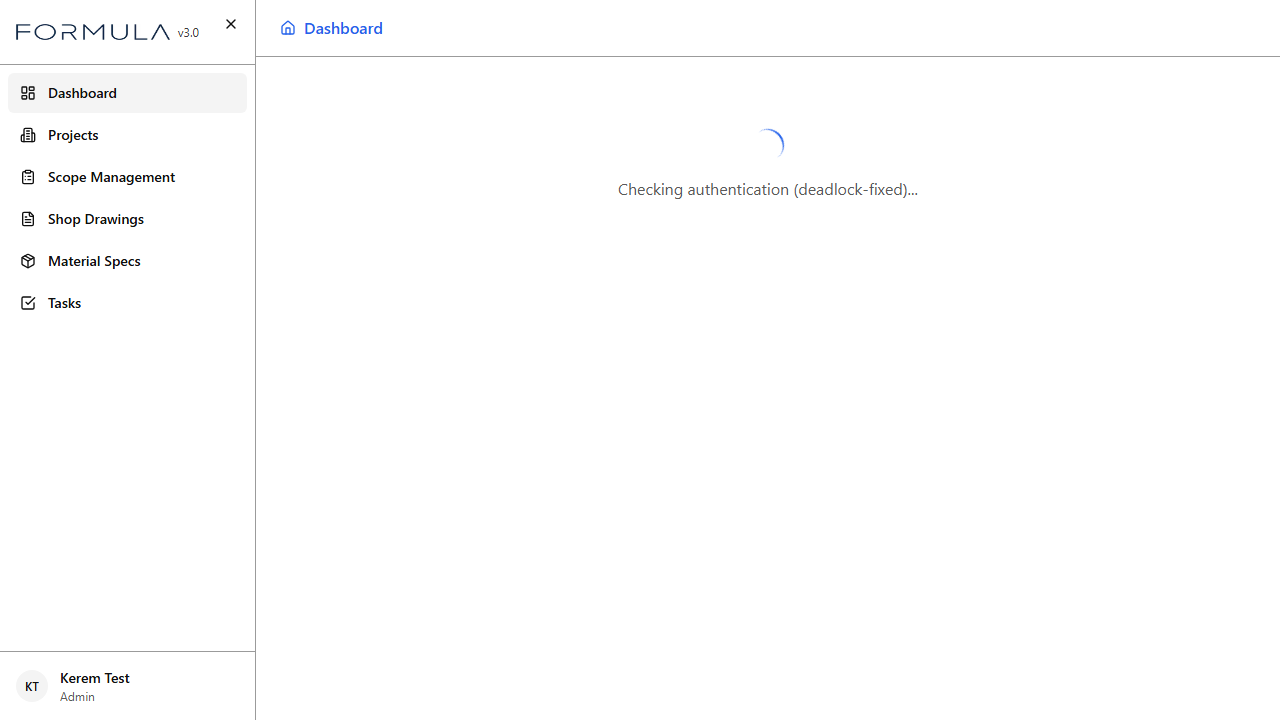 FORMULA v3.0
Dashboard
Projects
Scope Management
Shop Drawings
Material Specs
Tasks
KT
Kerem Test
Admin
Dashboard
Checking authentication (deadlock-fixed)...